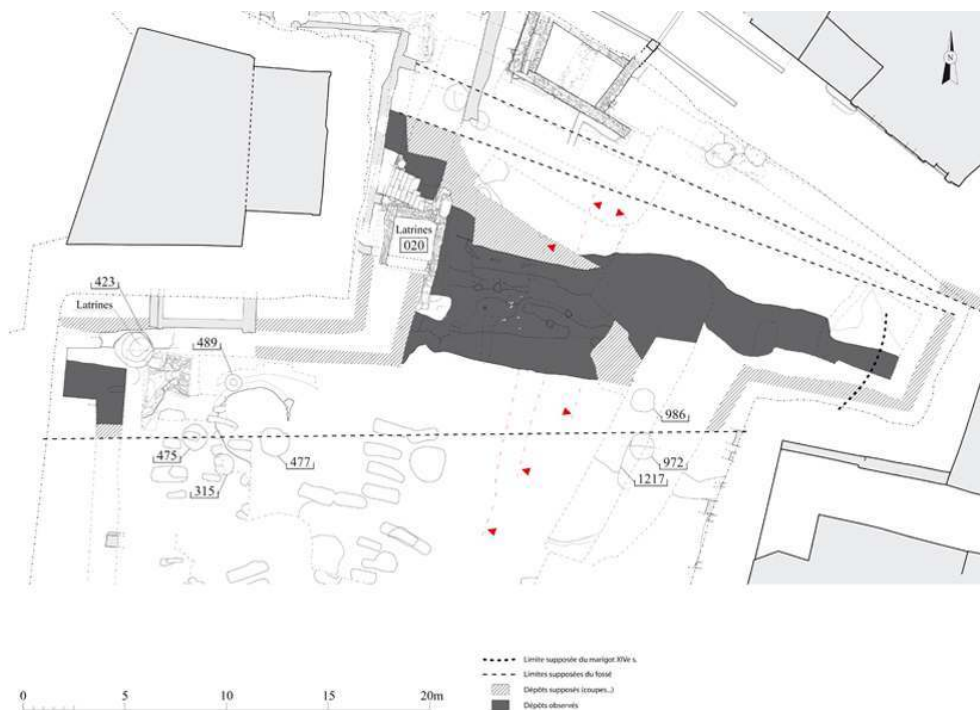 N
Latrines
020
423
Latrines
489
986
475
477
972
315
1217
0 5 10 15 20m
Limite supposée du marigot XIVe s.
Limites supposées du fossé
Dépôts supposés (coupes...)
Dépôts observés